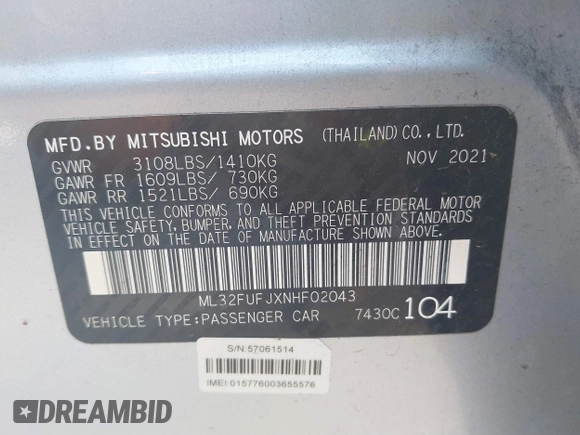 MFD.BY MITSUBISHI MOTORS (THAILAND)CO.,LTD.
GVWR 3108LBS/1410KG NOV 2021
GAWR FR 1609LBS/ 730KG
GAWR RR 1521LBS/ 690KG
THIS VEHICLE CONFORMS TO ALL APPLICABLE FEDERAL MOTOR
VEHICLE SAFETY, BUMPER, AND THEFT PREVENTION STANDARDS
IN EFFECT ON THE DATE OF MANUFACTURE SHOWN ABOVE.
ML32FUFJXNHF02043
VEHICLE TYPE:PASSENGER CAR 7430C 104
S/N:57061514
IMEI:015776003655576
DREAMBID